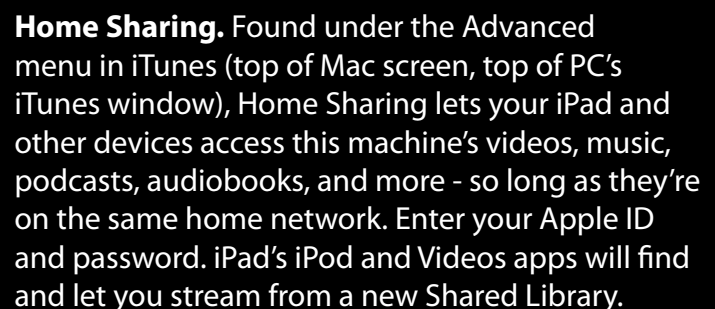 Home Sharing. Found under the Advanced
menu in iTunes (top of Mac screen, top of PC’s
iTunes window), Home Sharing lets your iPad and
other devices access this machine’s videos, music,
podcasts, audiobooks, and more - so long as they’re
on the same home network. Enter your Apple ID
and password. iPad’s iPod and Videos apps will find
and let you stream from a new Shared Library.